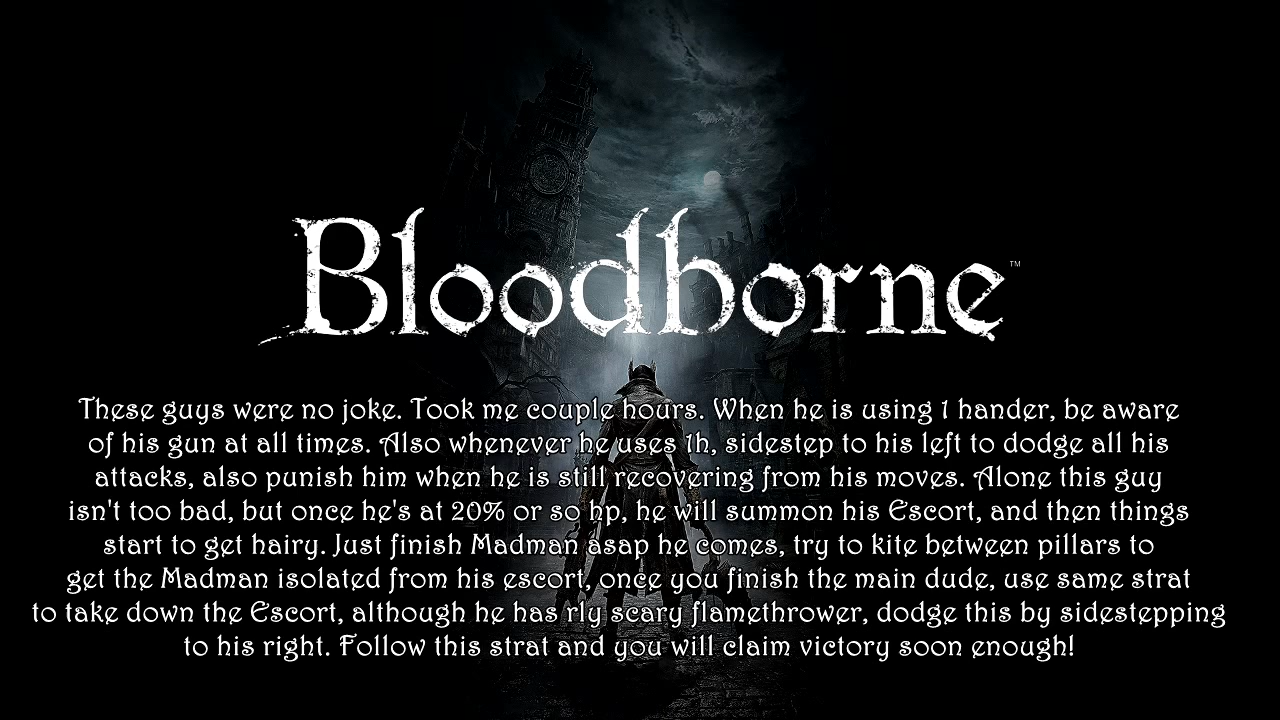 Bloodborne™
These guys were no joke. Took me couple hours. When he is using 1 hander, be aware
of his gun at all times. Also whenever he uses 1h, sidestep to his left to dodge all his
attacks, also punish him when he is still recovering from his moves. Alone this guy
isn't too bad, but once he's at 20% or so hp, he will summon his Escort, and then things
start to get hairy. Just finish Madman asap he comes, try to kite between pillars to
get the Madman isolated from his escort, once you finish the main dude, use same strat
to take down the Escort, although he has rly scary flamethrower, dodge this by sidestepping
to his right. Follow this strat and you will claim victory soon enough!